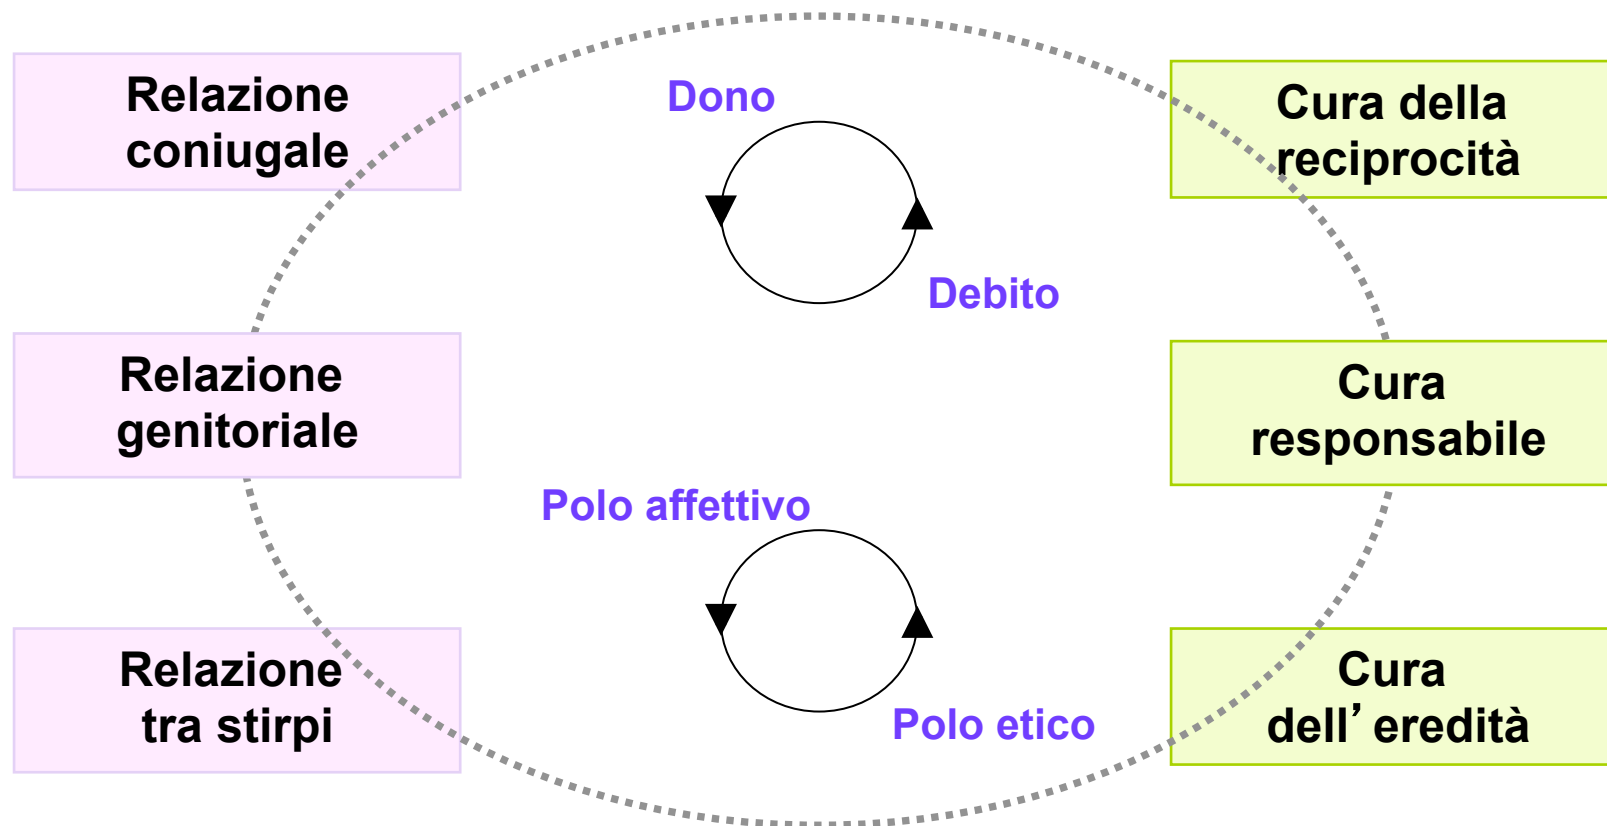 Relazione
coniugale
Dono
Cura della
reciprocità
Debito
Relazione
genitoriale
Cura
responsabile
Polo affettivo
Polo etico
Relazione
tra stirpi
Cura
dell’ eredità